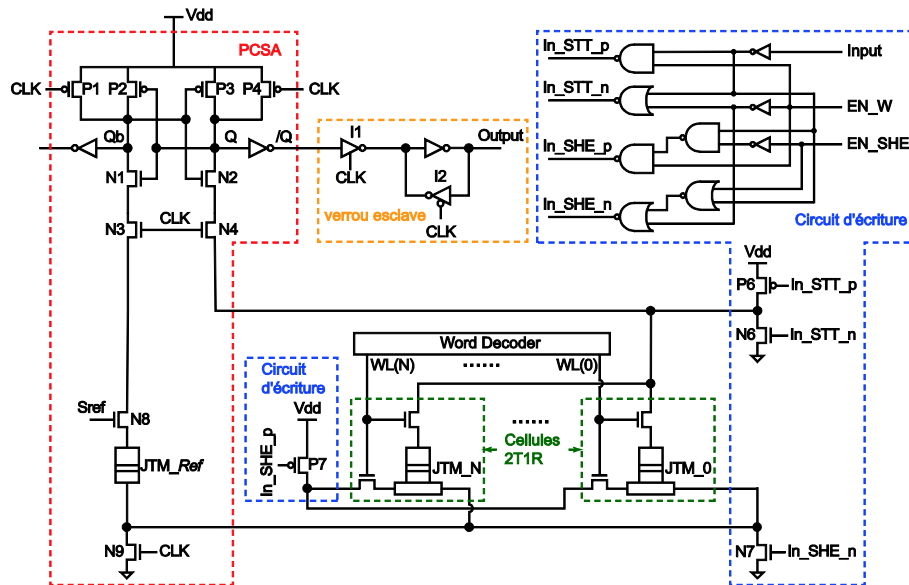 Vdd
PCSA
CLK
P1
P2
P3
P4
CLK
Qb
Q
/Q
I1
CLK
I2
CLK
Output
verrou esclave
N1
N2
N3
CLK
N4
In_STT_p
Input
In_STT_n
EN_W
In_SHE_p
EN_SHE
In_SHE_n
Circuit d'écriture
Vdd
P6
In_STT_p
N6
In_STT_n
Word Decoder
WL(N)
WL(0)
Circuit
d'écriture
Vdd
In_SHE_p
P7
Cellules
2T1R
JTM_N
JTM_0
Sref
N8
JTM_Ref
N9
CLK
N7
In_SHE_n